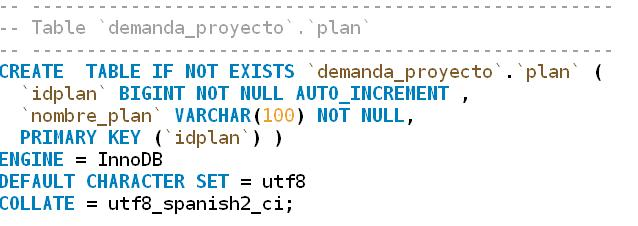 -- -----------------------------------------------------
-- Table `demanda_proyecto`.`plan`
-- -----------------------------------------------------
CREATE  TABLE IF NOT EXISTS `demanda_proyecto`.`plan` (
  `idplan` BIGINT NOT NULL AUTO_INCREMENT ,
  `nombre_plan` VARCHAR(100) NOT NULL,
  PRIMARY KEY (`idplan`) )
ENGINE = InnoDB
DEFAULT CHARACTER SET = utf8
COLLATE = utf8_spanish2_ci;